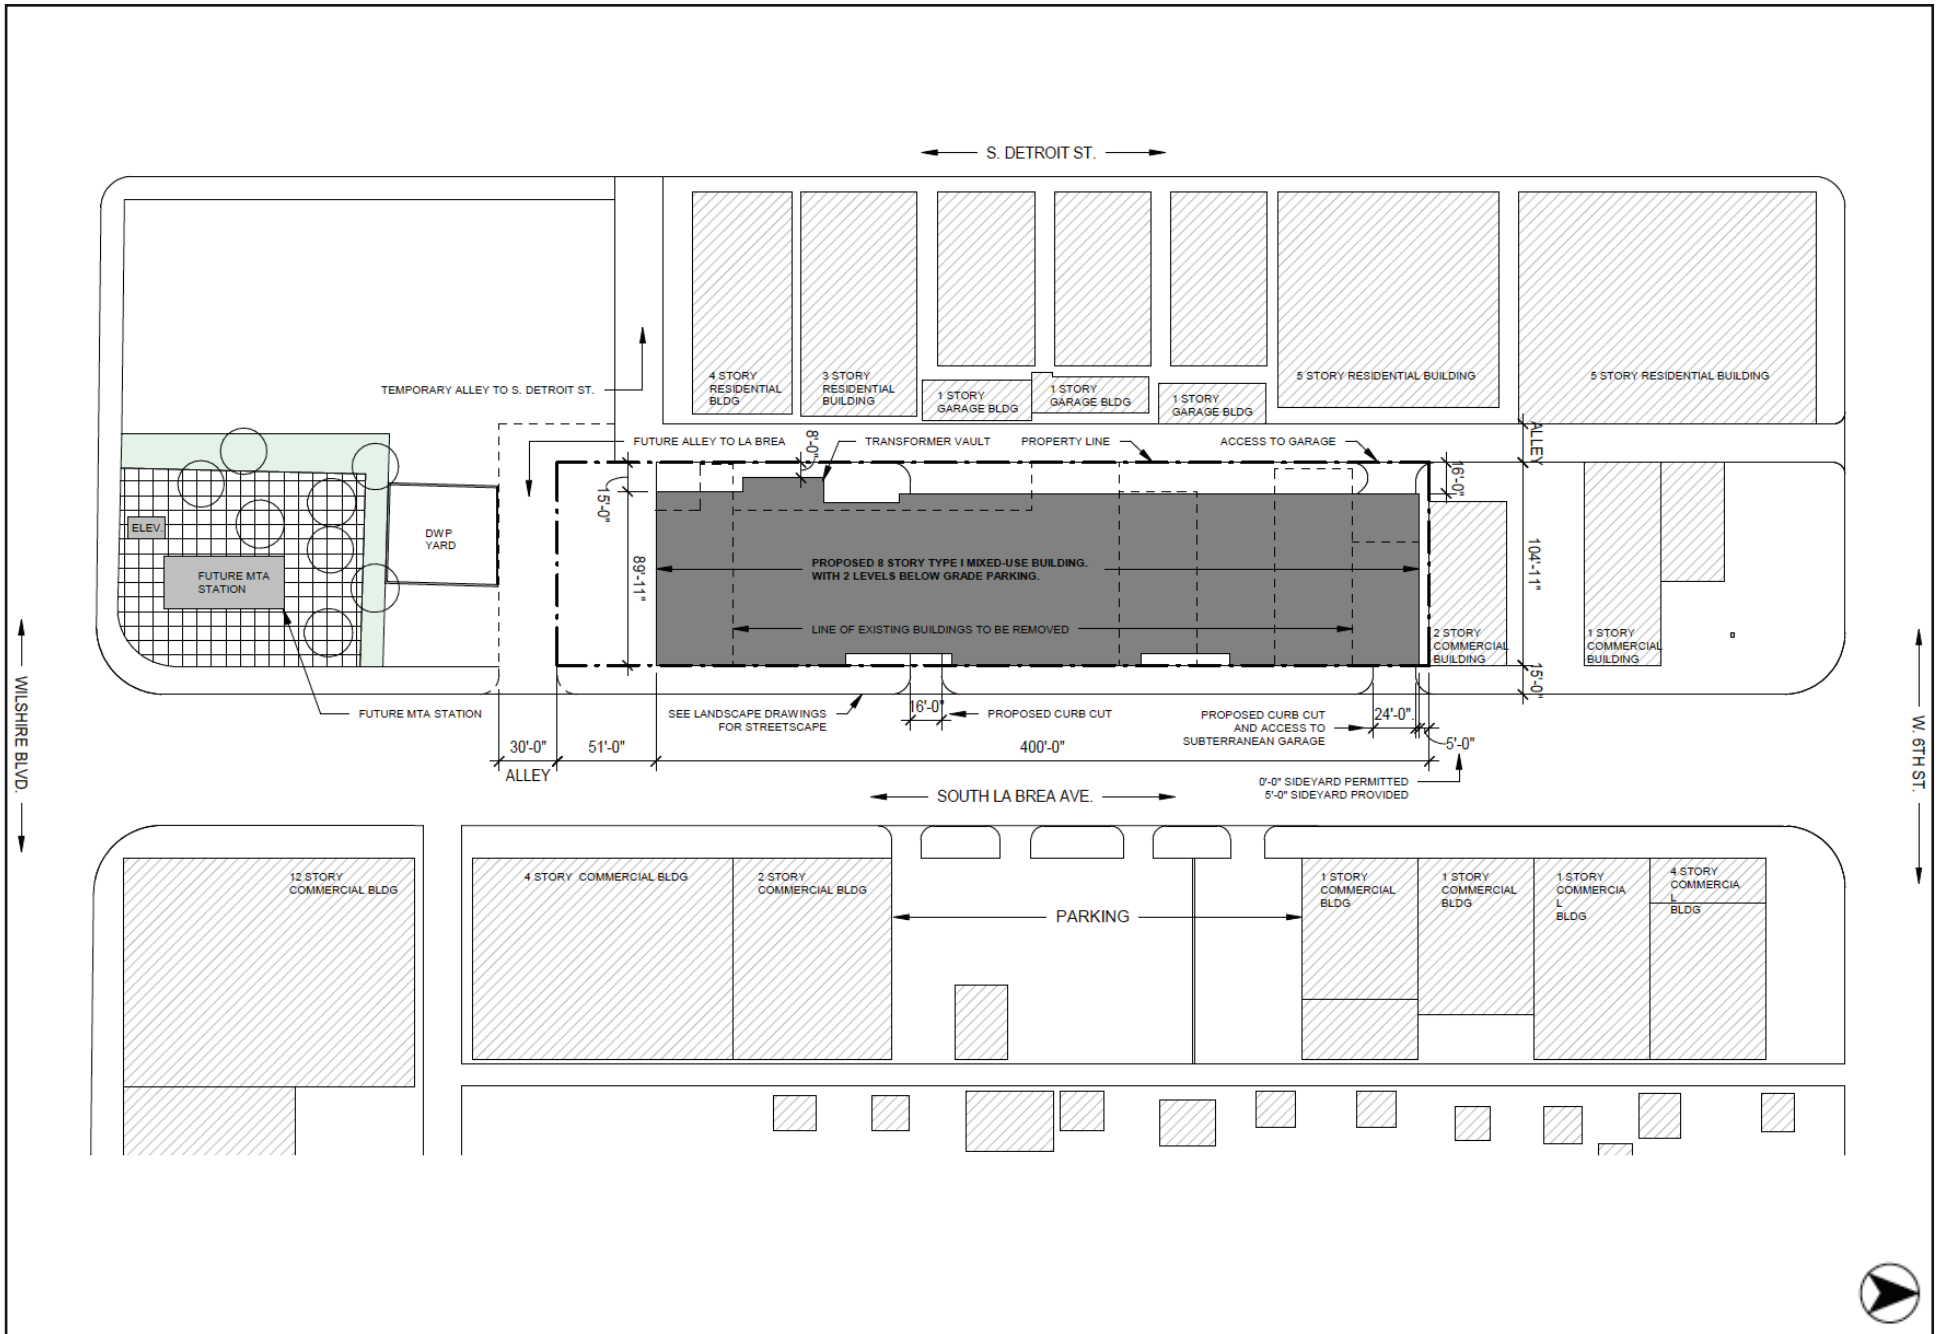 S. DETROIT ST.
4 STORY
RESIDENTIAL
BLDG
3 STORY
RESIDENTIAL
BUILDING
1 STORY
GARAGE BLDG
1 STORY
GARAGE BLDG
1 STORY
GARAGE BLDG
5 STORY RESIDENTIAL BUILDING
5 STORY RESIDENTIAL BUILDING
TEMPORARY ALLEY TO S. DETROIT ST.
FUTURE ALLEY TO LA BREA
8'-0"
TRANSFORMER VAULT
PROPERTY LINE
ACCESS TO GARAGE
ALLEY
16'-0"
15'-0"
ELEV.
DWP
YARD
FUTURE MTA
STATION
89'-11"
PROPOSED 8 STORY TYPE I MIXED-USE BUILDING.
WITH 2 LEVELS BELOW GRADE PARKING.
104'-11"
LINE OF EXISTING BUILDINGS TO BE REMOVED
2 STORY
COMMERCIAL
BUILDING
1 STORY
COMMERCIAL
BUILDING
15'-0"
WILSHIRE BLVD.
W. 6TH ST.
FUTURE MTA STATION
SEE LANDSCAPE DRAWINGS
FOR STREETSCAPE
16'-0"
PROPOSED CURB CUT
PROPOSED CURB CUT
AND ACCESS TO
SUBTERRANEAN GARAGE
24'-0".
5'-0"
30'-0"
ALLEY
51'-0"
400'-0"
0'-0" SIDEYARD PERMITTED
5'-0" SIDEYARD PROVIDED
SOUTH LA BREA AVE.
12 STORY
COMMERCIAL BLDG
4 STORY COMMERCIAL BLDG
2 STORY
COMMERCIAL BLDG
PARKING
1 STORY
COMMERCIAL
BLDG
1 STORY
COMMERCIAL
BLDG
1 STORY
COMMERCIA
L
BLDG
4 STORY
COMMERCIA
L
BLDG